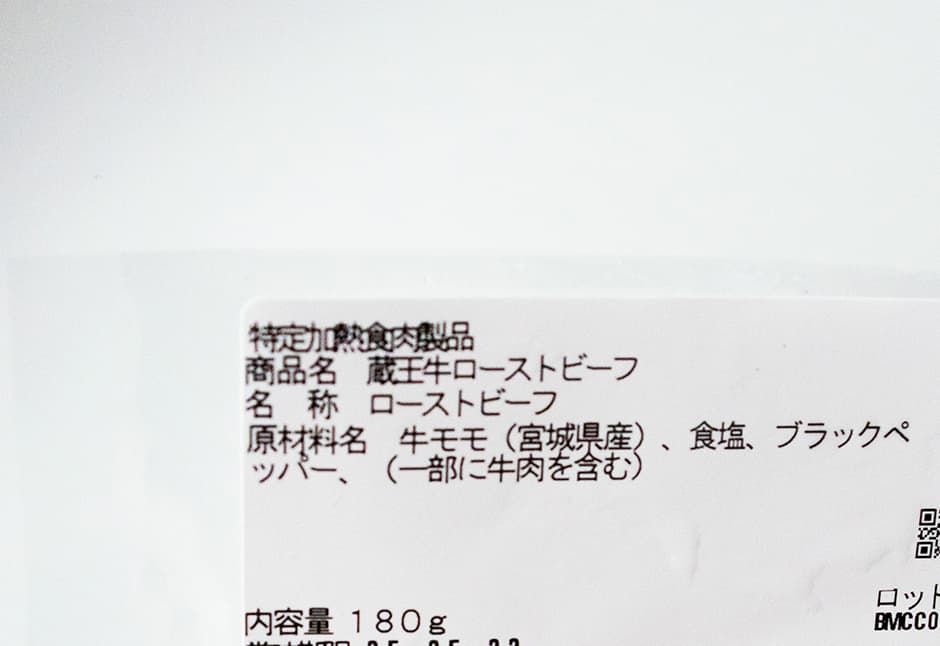 特定加熱食肉製品
商品名　蔵王牛ローストビーフ
名　称　ローストビーフ
原材料名　牛モモ（宮城県産）、食塩、ブラックペ
ッパー、（一部に牛肉を含む）
ロット
内容量　１８０ｇ
BMCC0